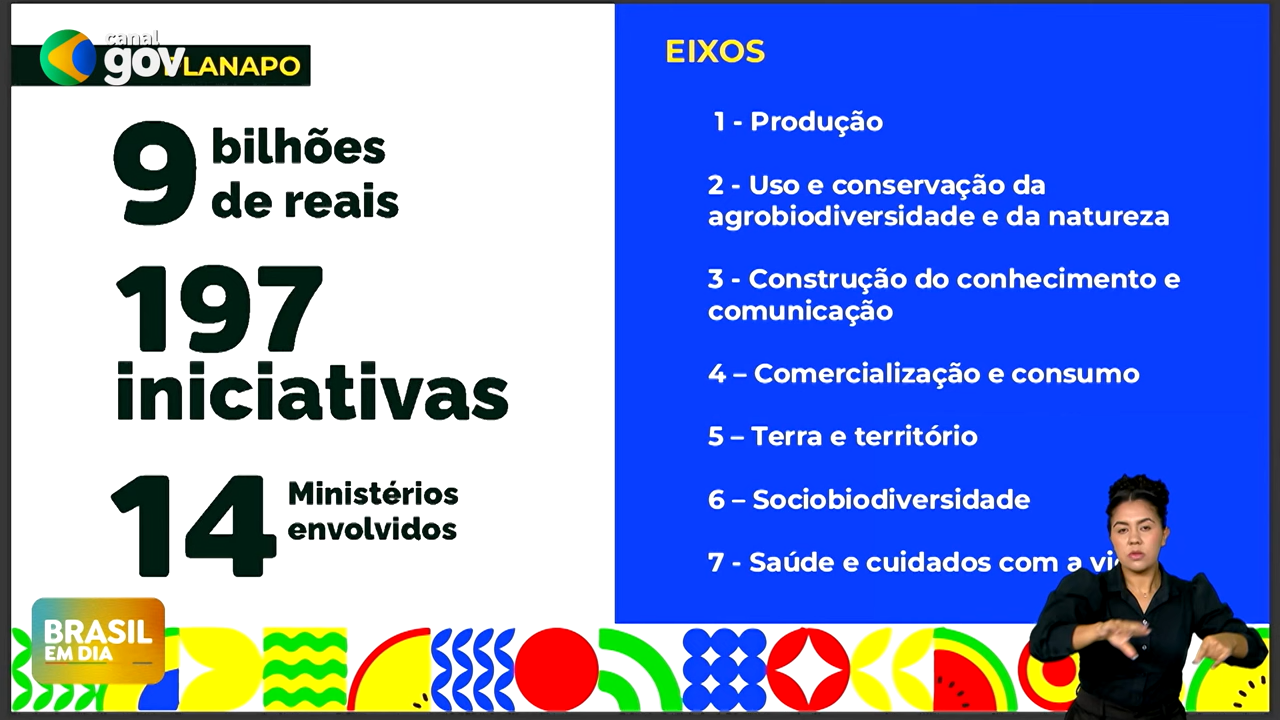 canal
gov
LANAPO
9 bilhões
de reais
197
iniciativas
14 Ministérios
envolvidos
EIXOS
1 - Produção
2 - Uso e conservação da
agrobiodiversidade e da natureza
3 - Construção do conhecimento e
comunicação
4 – Comercialização e consumo
5 – Terra e território
6 – Sociobiodiversidade
7 - Saúde e cuidados com a
BRASIL
EM DIA